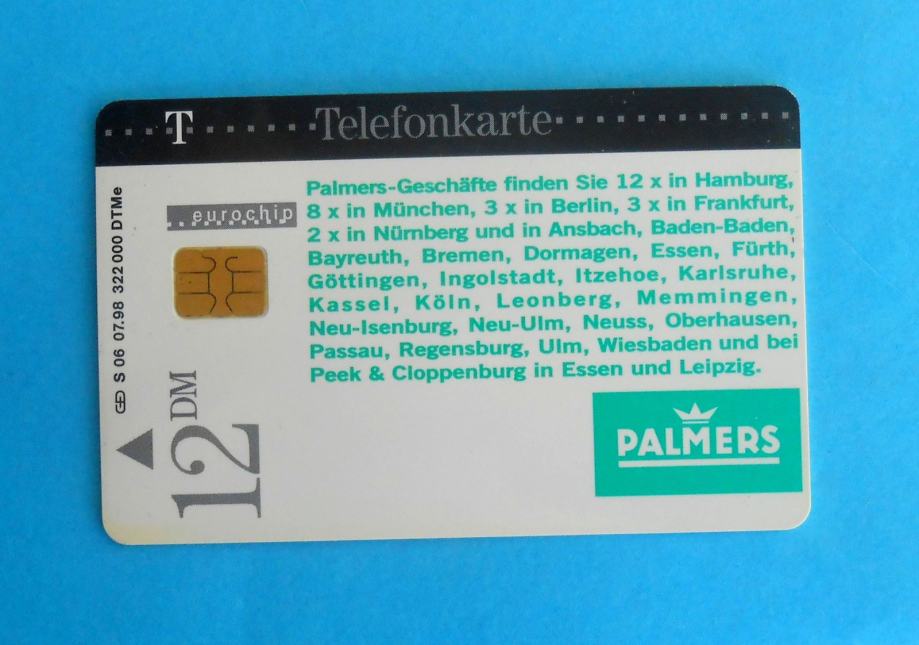 T Telefonkarte
eurochip
Palmers-Geschäfte finden Sie 12 x in Hamburg,
8 x in München, 3 x in Berlin, 3 x in Frankfurt,
2 x in Nürnberg und in Ansbach, Baden-Baden,
Bayreuth, Bremen, Dormagen, Essen, Fürth,
Göttingen, Ingolstadt, Itzehoe, Karlsruhe,
Kassel, Köln, Leonberg, Memmingen,
Neu-Isenburg, Neu-Ulm, Neuss, Oberhausen,
Passau, Regensburg, Ulm, Wiesbaden und bei
Peek & Cloppenburg in Essen und Leipzig.
PALMERS
12 DM
GD S 06 07.98 322 000 DTMe